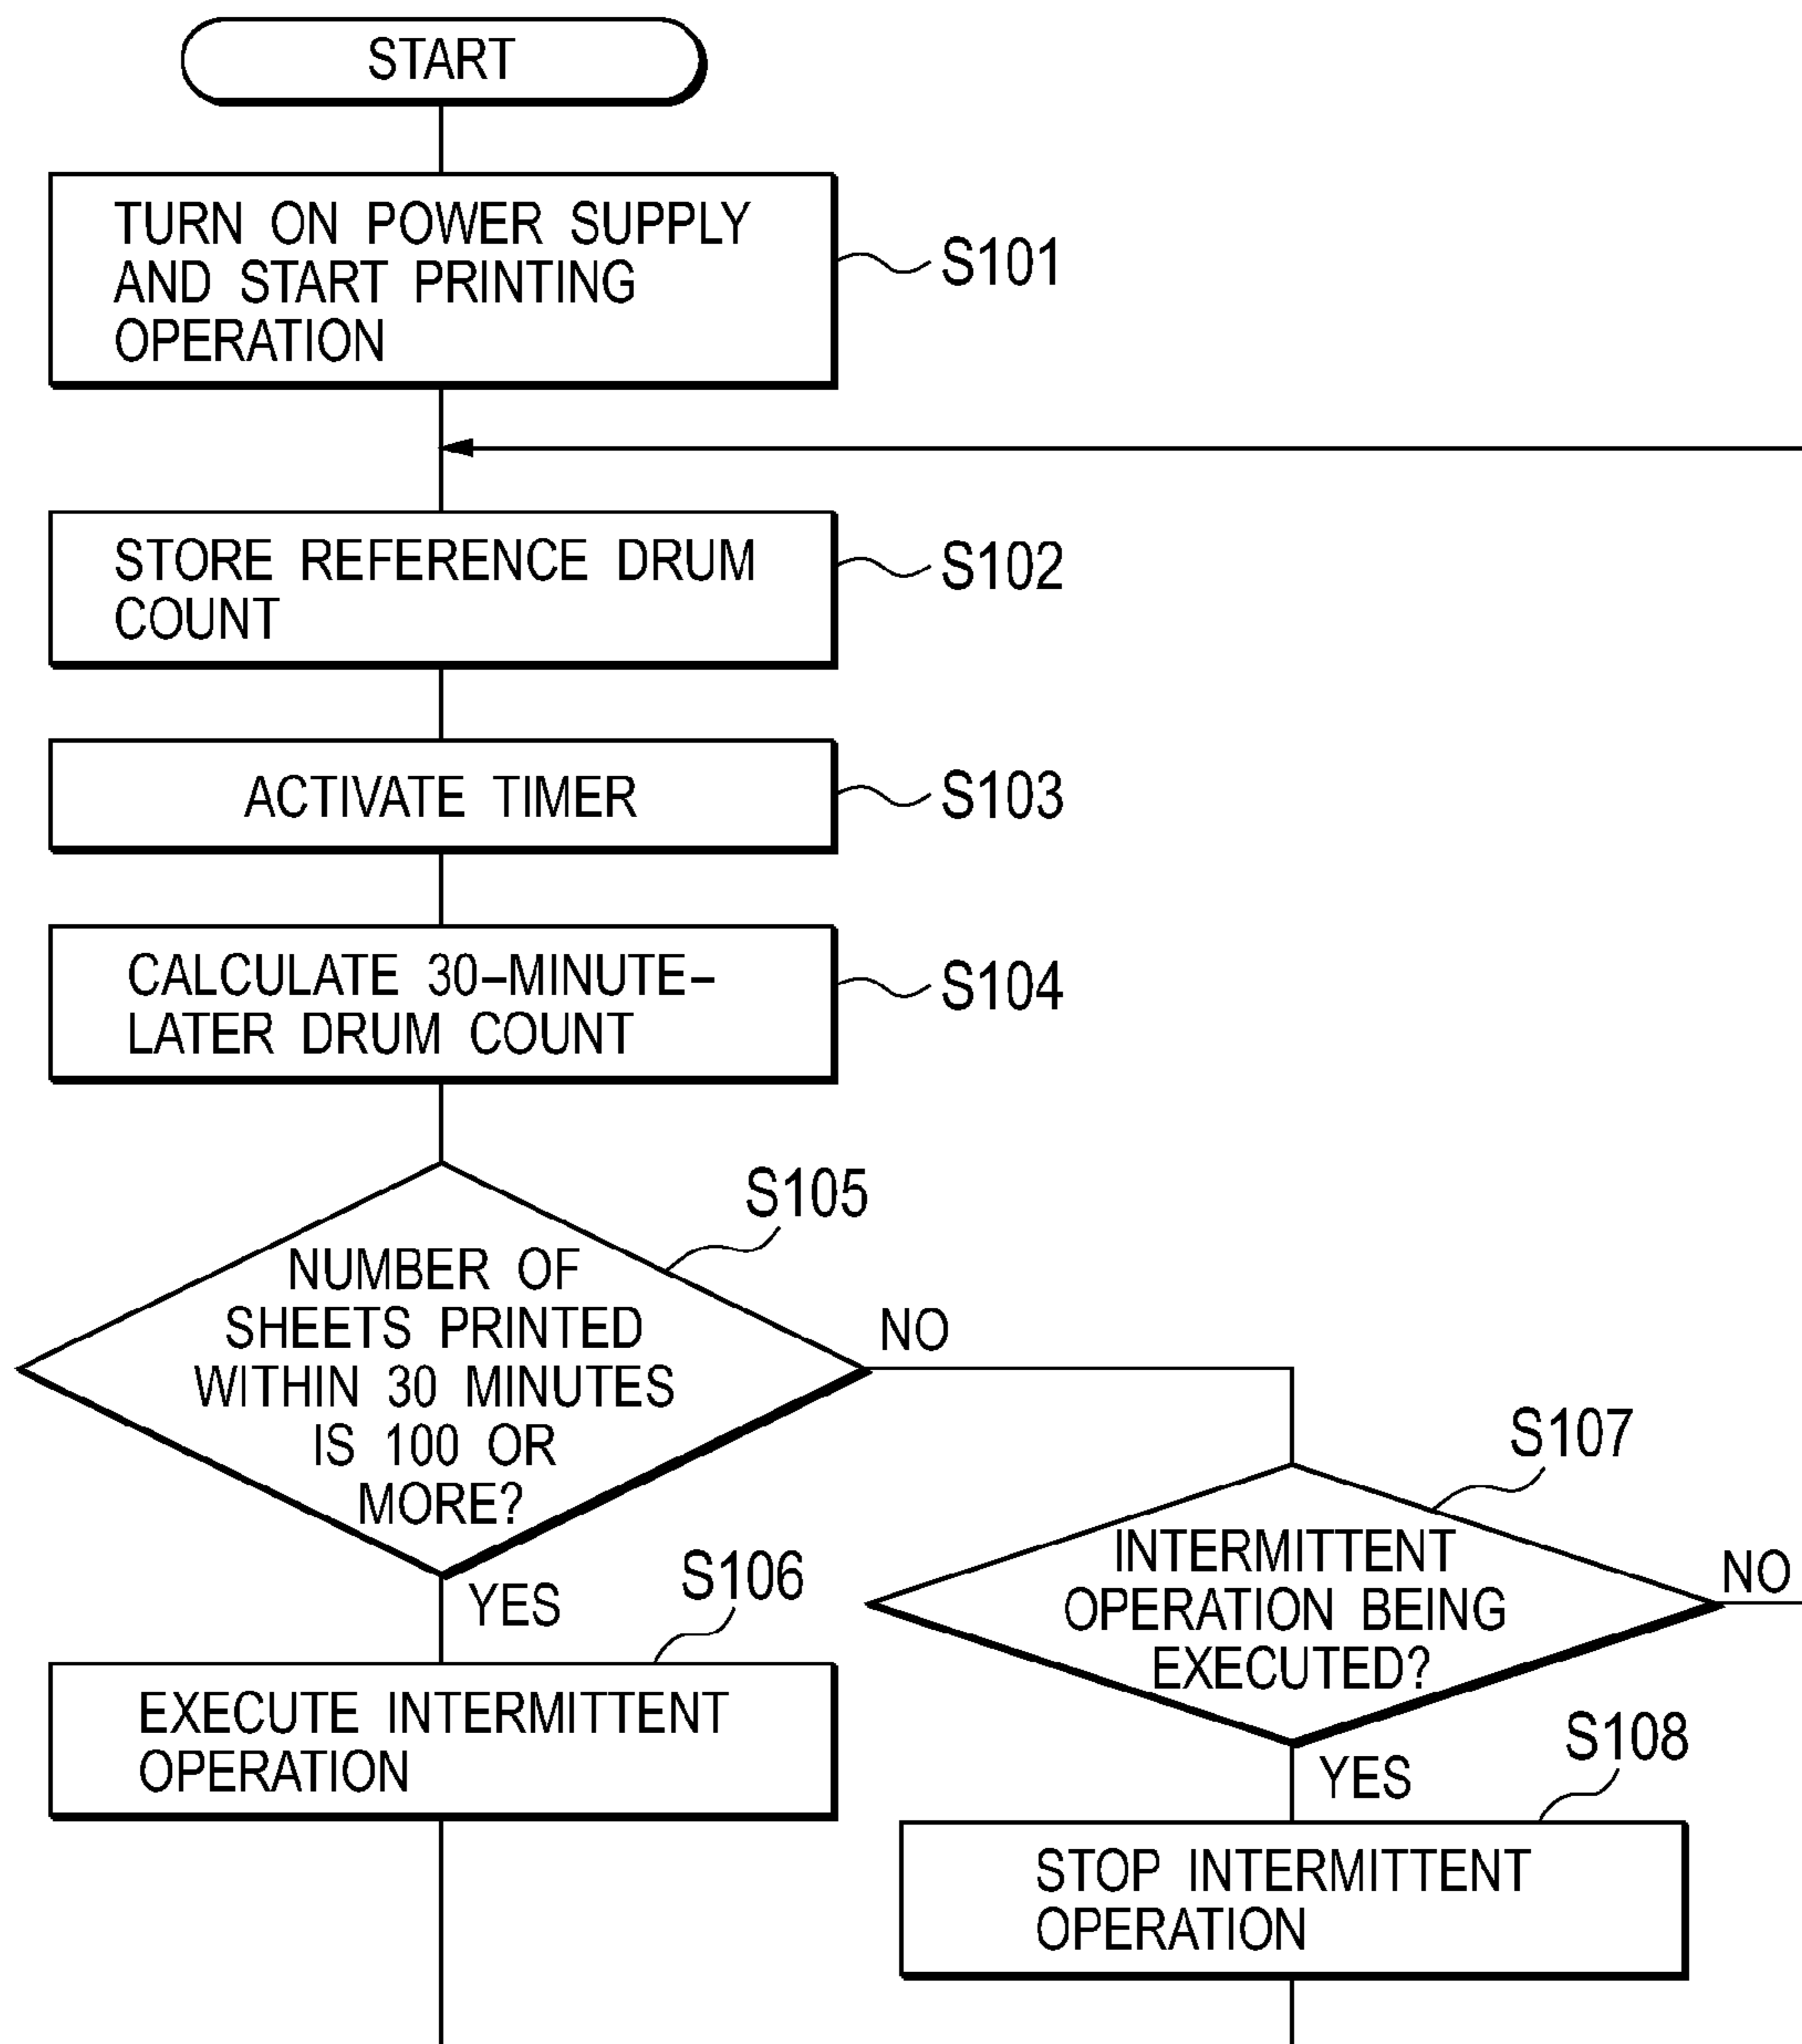 START
TURN ON POWER SUPPLY
AND START PRINTING
OPERATION
S101
STORE REFERENCE DRUM
COUNT
S102
ACTIVATE TIMER
S103
CALCULATE 30-MINUTE-
LATER DRUM COUNT
S104
S105
NUMBER OF
SHEETS PRINTED
WITHIN 30 MINUTES
IS 100 OR
MORE?
NO
YES
S106
EXECUTE INTERMITTENT
OPERATION
S107
INTERMITTENT
OPERATION BEING
EXECUTED?
NO
YES
S108
STOP INTERMITTENT
OPERATION